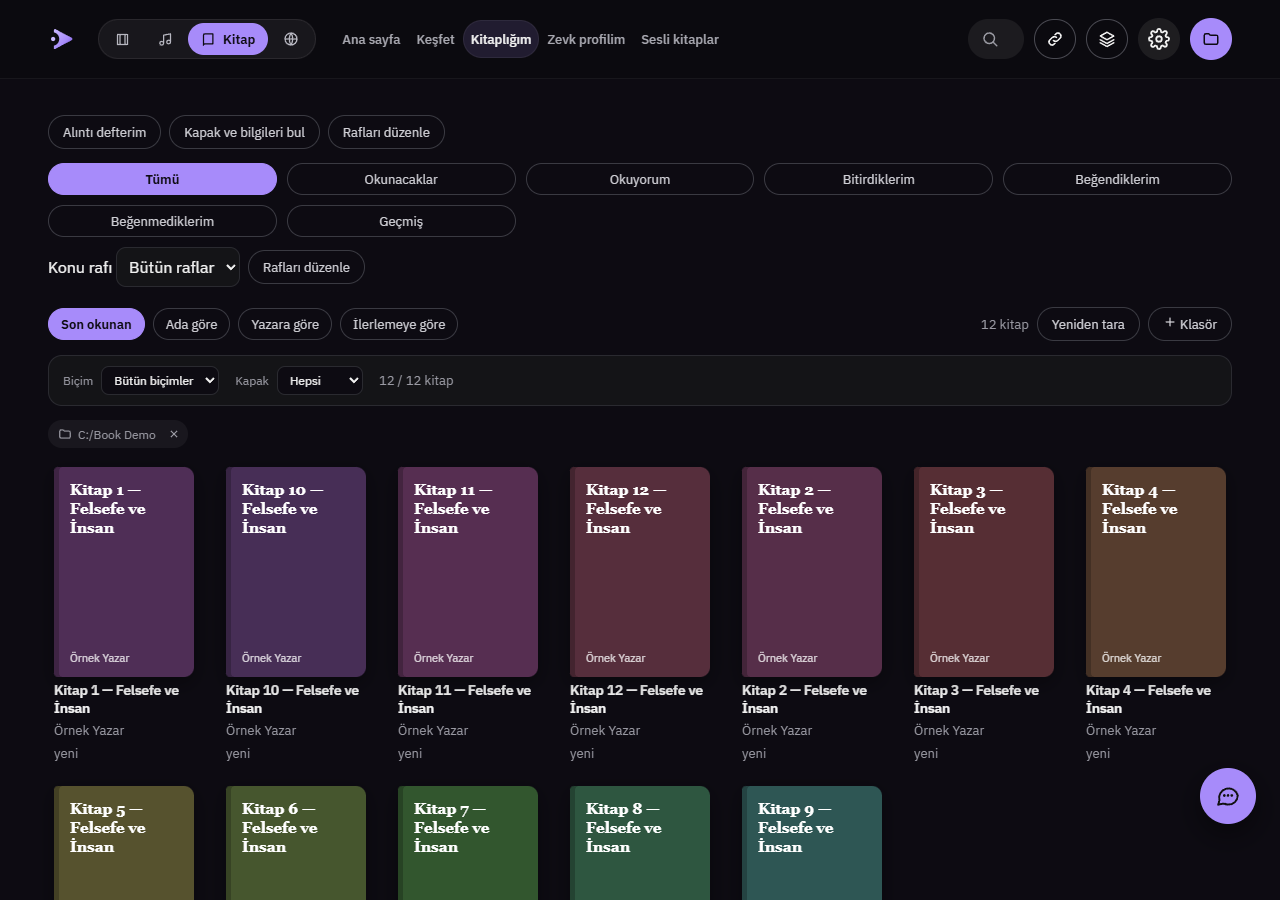 Kitap
Ana sayfa
Keşfet
Kitaplığım
Zevk profilim
Sesli kitaplar
Alıntı defterim
Kapak ve bilgileri bul
Rafları düzenle
Tümü
Okunacaklar
Okuyorum
Bitirdiklerim
Beğendiklerim
Beğenmediklerim
Geçmiş
Konu rafı
Bütün raflar
Rafları düzenle
Son okunan
Ada göre
Yazara göre
İlerlemeye göre
12 kitap
Yeniden tara
+ Klasör
Biçim
Bütün biçimler
Kapak
Hepsi
12 / 12 kitap
C:/Book Demo ×
Kitap 1 —
Felsefe ve
İnsan
Örnek Yazar
Kitap 1 — Felsefe ve
İnsan
Örnek Yazar
yeni
Kitap 10 —
Felsefe ve
İnsan
Örnek Yazar
Kitap 10 — Felsefe ve
İnsan
Örnek Yazar
yeni
Kitap 11 —
Felsefe ve
İnsan
Örnek Yazar
Kitap 11 — Felsefe ve
İnsan
Örnek Yazar
yeni
Kitap 12 —
Felsefe ve
İnsan
Örnek Yazar
Kitap 12 — Felsefe ve
İnsan
Örnek Yazar
yeni
Kitap 2 —
Felsefe ve
İnsan
Örnek Yazar
Kitap 2 — Felsefe ve
İnsan
Örnek Yazar
yeni
Kitap 3 —
Felsefe ve
İnsan
Örnek Yazar
Kitap 3 — Felsefe ve
İnsan
Örnek Yazar
yeni
Kitap 4 —
Felsefe ve
İnsan
Örnek Yazar
Kitap 4 — Felsefe ve
İnsan
Örnek Yazar
yeni
Kitap 5 —
Felsefe ve
İnsan
Kitap 6 —
Felsefe ve
İnsan
Kitap 7 —
Felsefe ve
İnsan
Kitap 8 —
Felsefe ve
İnsan
Kitap 9 —
Felsefe ve
İnsan